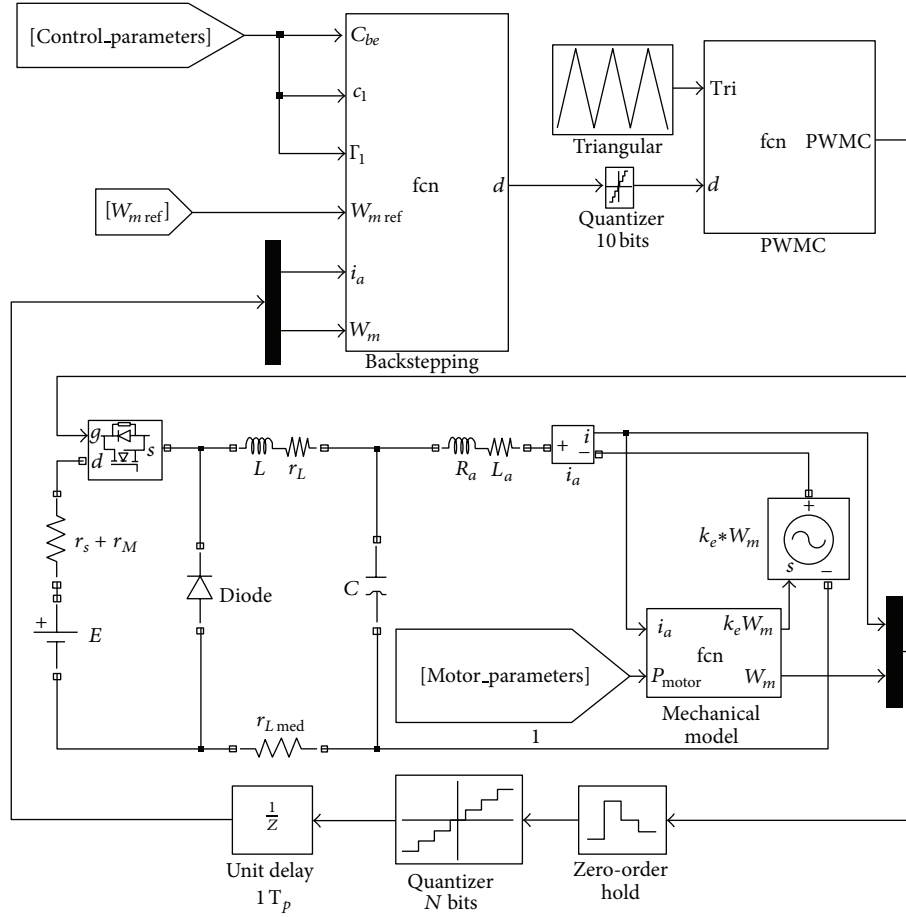 [Control_parameters]
C_be
c_1
Γ_1
fcn
d
W_m ref
[W_m ref]
i_a
W_m
Backstepping
Triangular
Quantizer
10 bits
Tri
fcn
PWMC
d
PWMC
g
d
s
L
r_L
R_a
L_a
+
i
−
i_a
r_s + r_M
+
E
Diode
C
k_e*W_m
+
s
−
[Motor_parameters]
1
i_a
k_eW_m
fcn
P_motor
W_m
Mechanical
model
r_L med
1/Z
Unit delay
1 T_p
Quantizer
N bits
Zero-order
hold